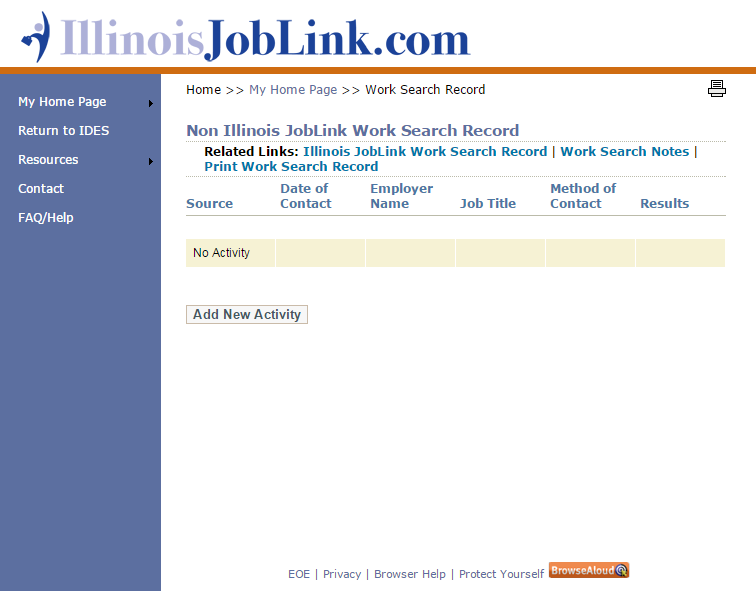 IllinoisJobLink.com
My Home Page
Return to IDES
Resources
Contact
FAQ/Help
Home >> My Home Page >> Work Search Record
Non Illinois JobLink Work Search Record
Related Links: Illinois JobLink Work Search Record | Work Search Notes |
Print Work Search Record
Source Date of Contact Employer Name Job Title Method of Contact Results
No Activity
Add New Activity
EOE | Privacy | Browser Help | Protect Yourself BrowseAloud